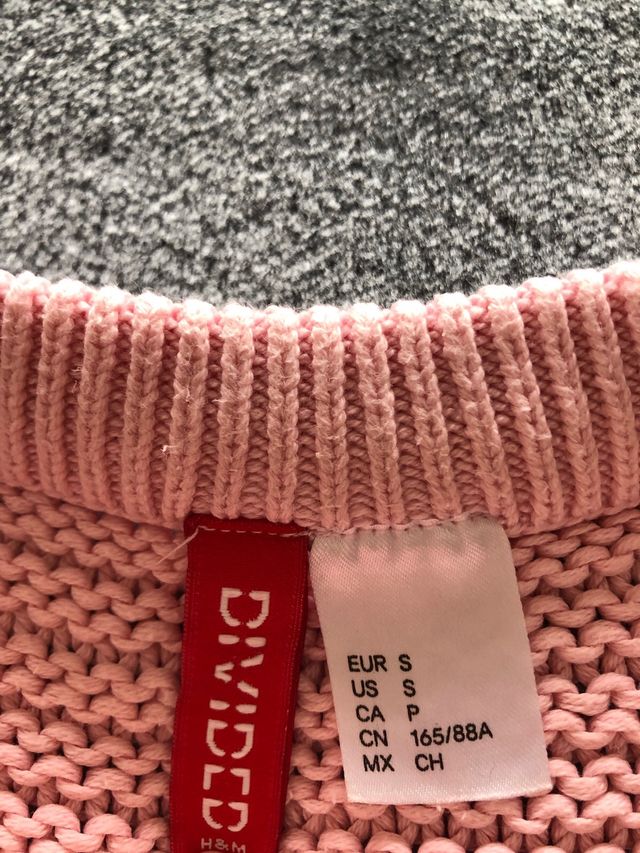 DIVIDED
H&M
EUR S
US S
CA P
CN 165/88A
MX CH